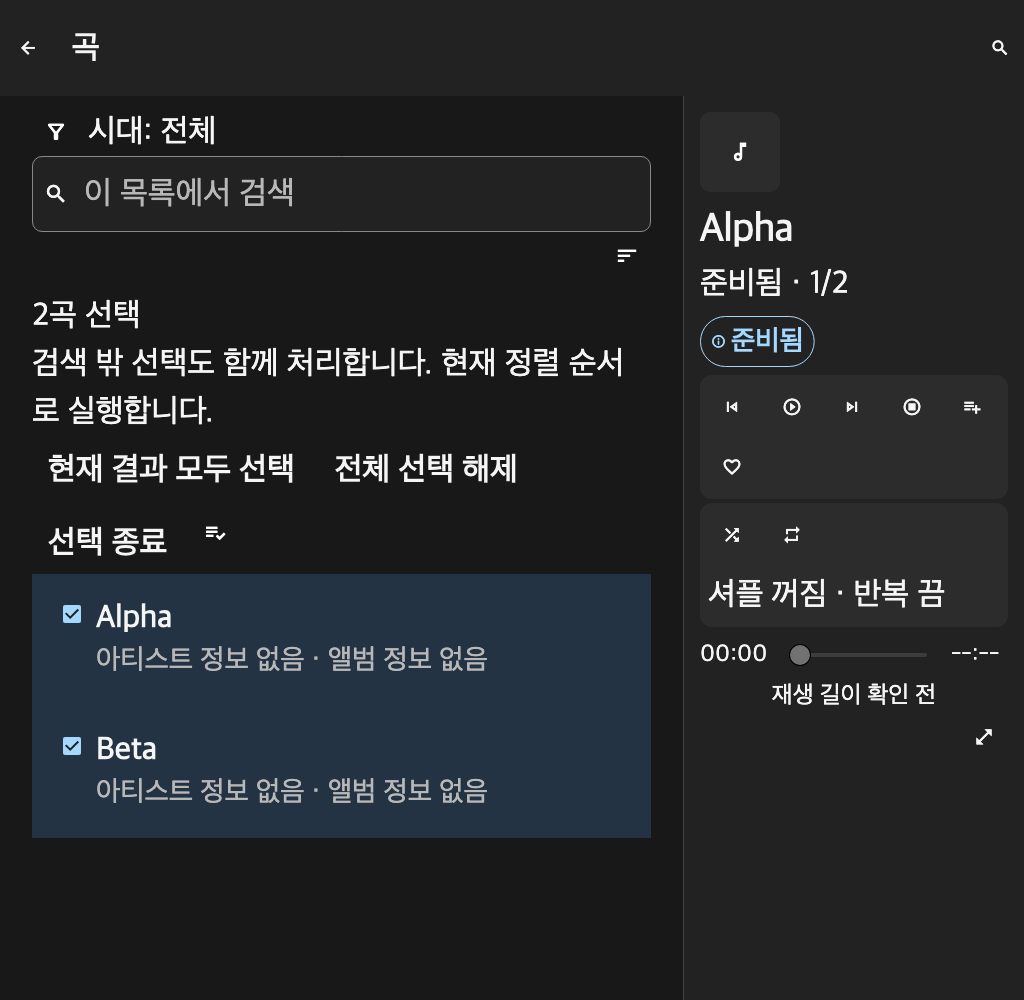 곡
시대: 전체
이 목록에서 검색
2곡 선택
검색 밖 선택도 함께 처리합니다. 현재 정렬 순서
로 실행합니다.
현재 결과 모두 선택 전체 선택 해제
선택 종료
Alpha
아티스트 정보 없음 · 앨범 정보 없음
Beta
아티스트 정보 없음 · 앨범 정보 없음
Alpha
준비됨 · 1/2
준비됨
셔플 꺼짐 · 반복 끔
00:00 --:--
재생 길이 확인 전